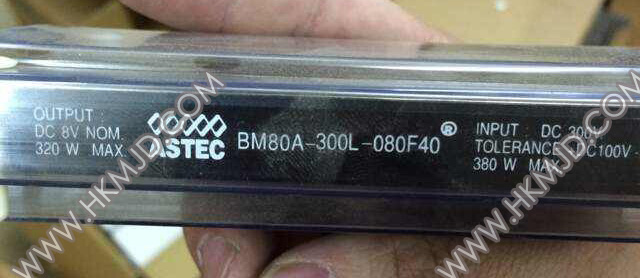 OUTPUT :
DC 8V NOM.
320 W MAX.
ASTEC
BM80A-300L-080F40®
INPUT : DC 300V
TOLERANCE: DC100V -
380 W MAX.
WWW.HKMJD.COM
WWW.HKMJD.COM
WWW.HKMJD.COM